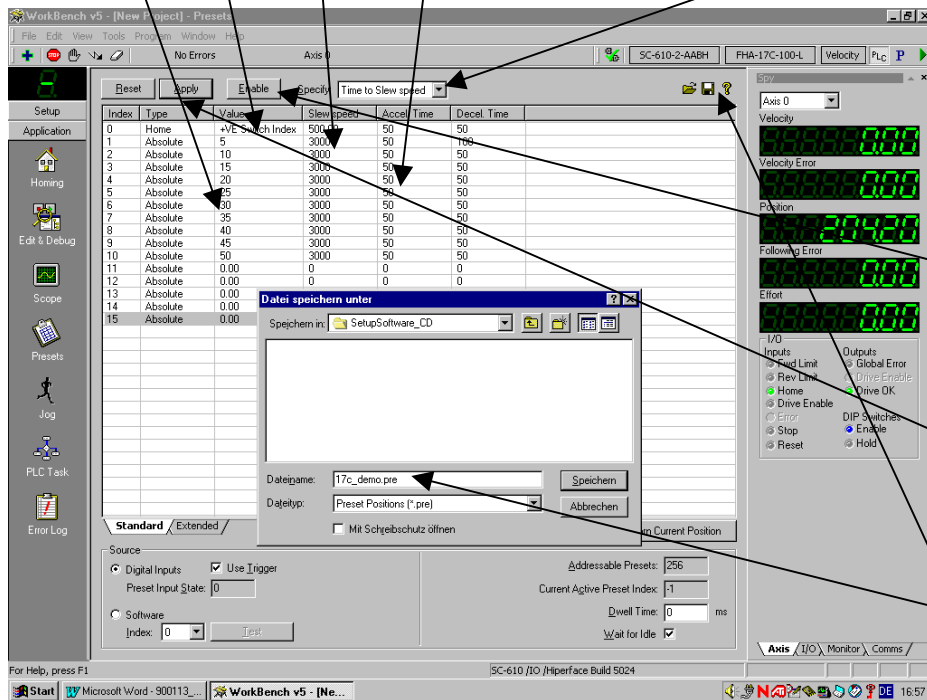 WorkBench v5 - [New Project] - Presets
File Edit View Tools Program Window Help
No Errors Axis 0 SC-610-2-AABH FHA-17C-100-L Velocity PLC P
Setup
Application
Homing
Edit & Debug
Scope
Presets
Jog
PLC Task
Error Log
Reset Apply Enable Specify Time to Slew speed
Index Type Value Slew speed Accel. Time Decel. Time
0 Home +VE Switch Index 500.00 50 50
1 Absolute 5 3000 50 100
2 Absolute 10 3000 50 50
3 Absolute 15 3000 50 50
4 Absolute 20 3000 50 50
5 Absolute 25 3000 50 50
6 Absolute 30 3000 50 50
7 Absolute 35 3000 50 50
8 Absolute 40 3000 50 50
9 Absolute 45 3000 50 50
10 Absolute 50 3000 50 50
11 Absolute 0.00 0 0 0
12 Absolute 0.00 0 0 0
13 Absolute 0.00
14 Absolute 0.00
15 Absolute 0.00
Datei speichern unter
Speichern in: SetupSoftware_CD
Dateiname: 17c_demo.pre Speichern
Dateityp: Preset Positions (*.pre) Abbrechen
Mit Schreibschutz öffnen
Standard Extended
Current Position
Source
Digital Inputs Use Trigger
Preset Input State: 0
Software
Index: 0 Test
Addressable Presets: 256
Current Active Preset Index: -1
Dwell Time: 0 ms
Wait for Idle
Spy
Axis 0
Velocity
0.00
Velocity Error
0.00
Position
204.20
Following Error
0.00
Effort
0.00
I/O
Inputs Outputs
Fwd Limit Global Error
Rev Limit Drive Enable
Home Drive OK
Drive Enable
Error DIP Switches
Stop Enable
Reset Hold
Axis I/O Monitor Comms
For Help, press F1 SC-610 /IO /Hiperface Build 5024
Start Microsoft Word - 900113_... WorkBench v5 - [Ne... DE 16:57